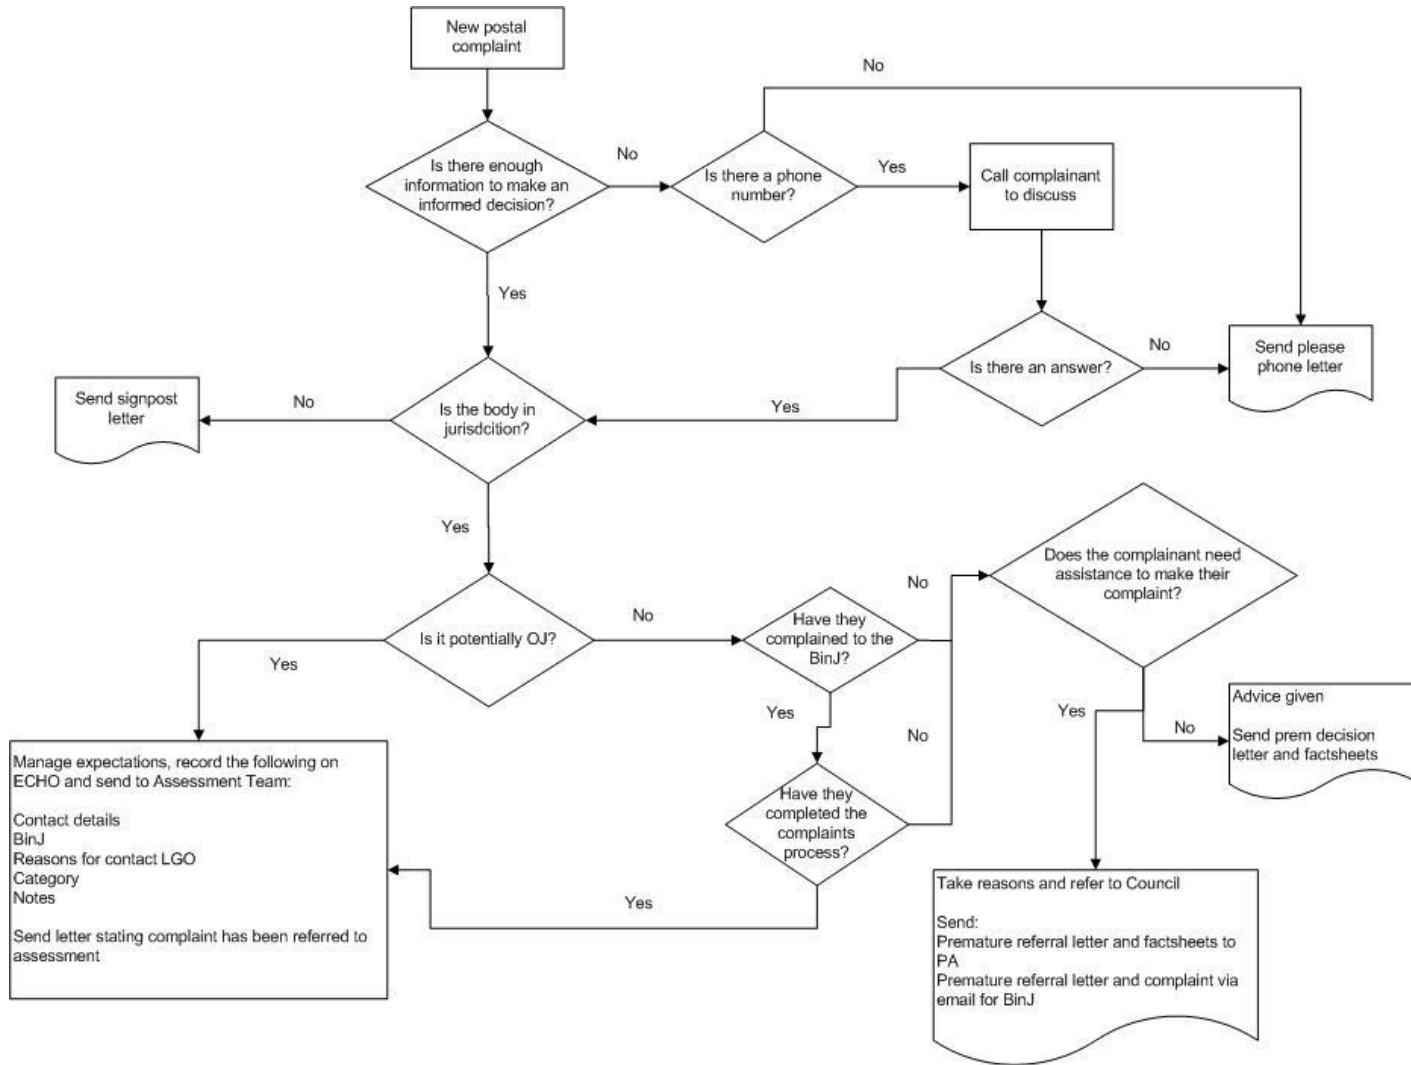 New postal
complaint
No
Is there enough
information to make an
informed decision?
No
Is there a phone
number?
Yes
Call complainant
to discuss
Yes
Is there an answer?
No
Send please
phone letter
Yes
Send signpost
letter
No
Is the body in
jurisdcition?
Yes
Is it potentially OJ?
No
Yes
Have they
complained to the
BinJ?
No
Yes
Have they
completed the
complaints
process?
No
Yes
Does the complainant need
assistance to make their
complaint?
Yes
No
Advice given
Send prem decision
letter and factsheets
Manage expectations, record the following on
ECHO and send to Assessment Team:
Contact details
BinJ
Reasons for contact LGO
Category
Notes
Send letter stating complaint has been referred to
assessment
Take reasons and refer to Council
Send:
Premature referral letter and factsheets to
PA
Premature referral letter and complaint via
email for BinJ